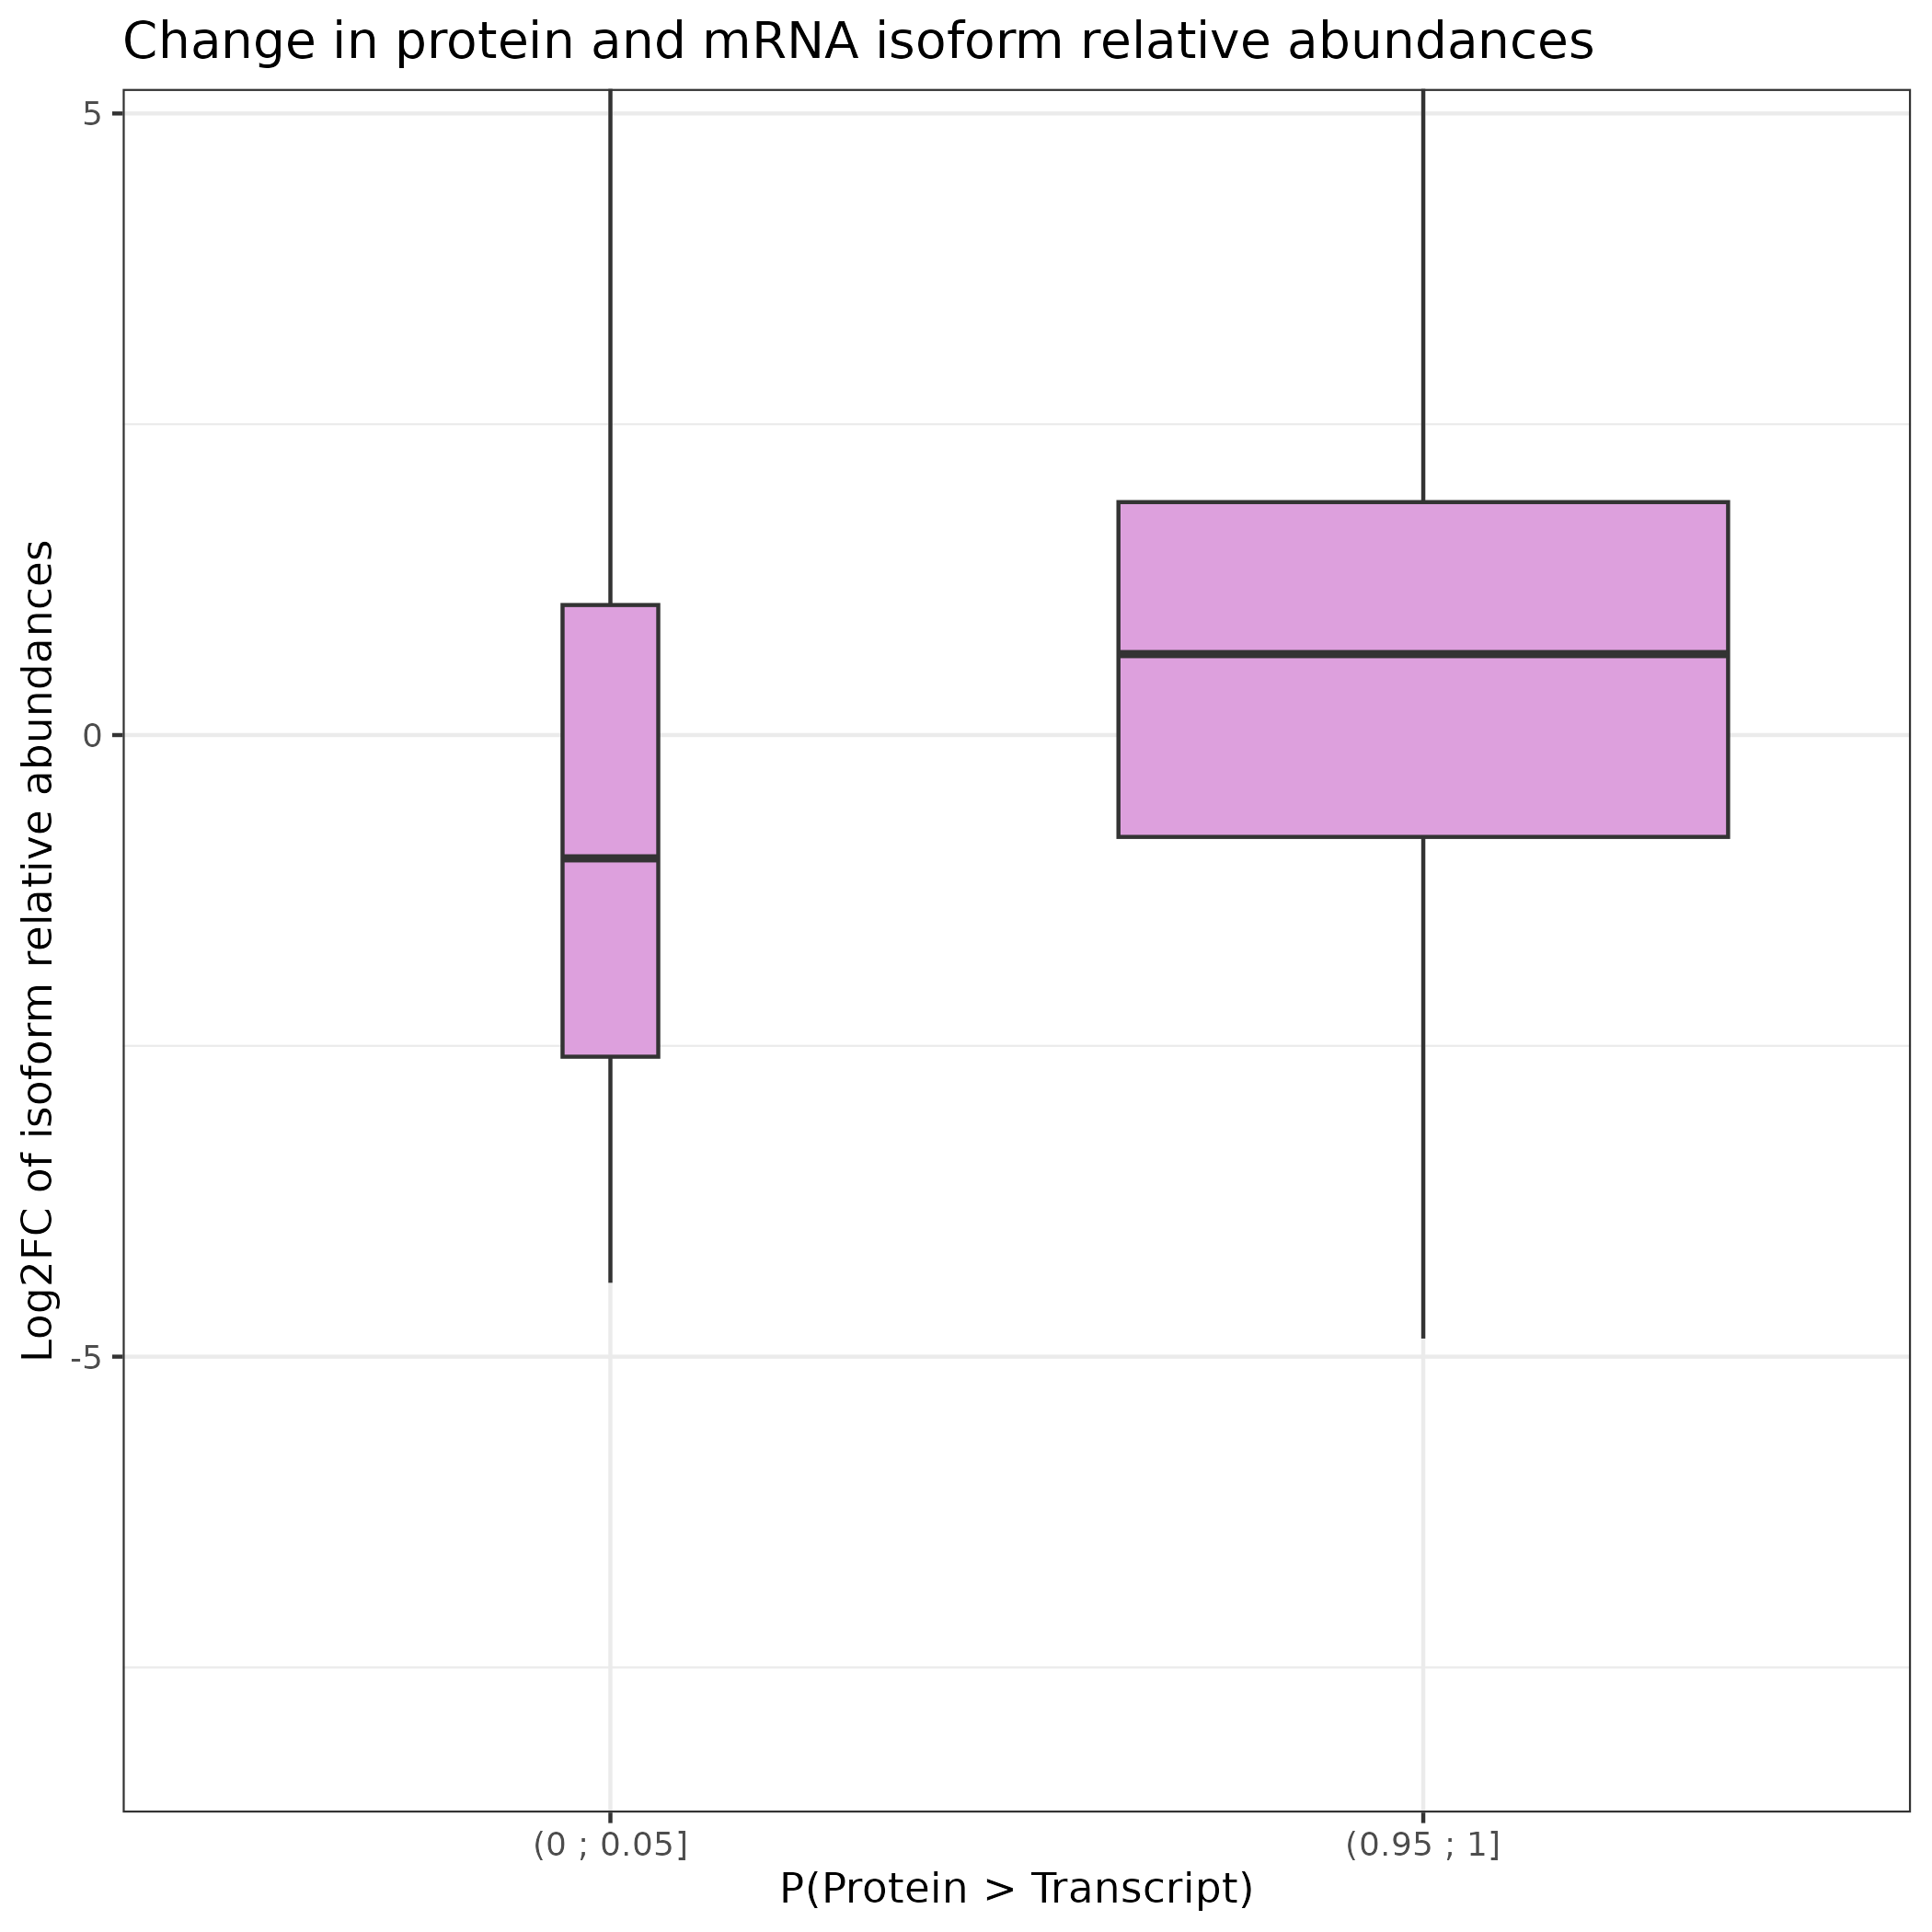 Change in protein and mRNA isoform relative abundances
Log2FC of isoform relative abundances
5
0
-5
(0 ; 0.05]
(0.95 ; 1]
P(Protein > Transcript)